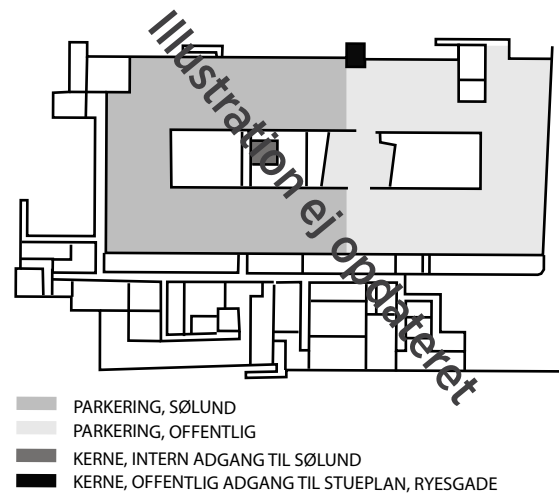 Illustration ej opdateret
PARKERING, SØLUND
PARKERING, OFFENTLIG
KERNE, INTERN ADGANG TIL SØLUND
KERNE, OFFENTLIG ADGANG TIL STUEPLAN, RYESGADE